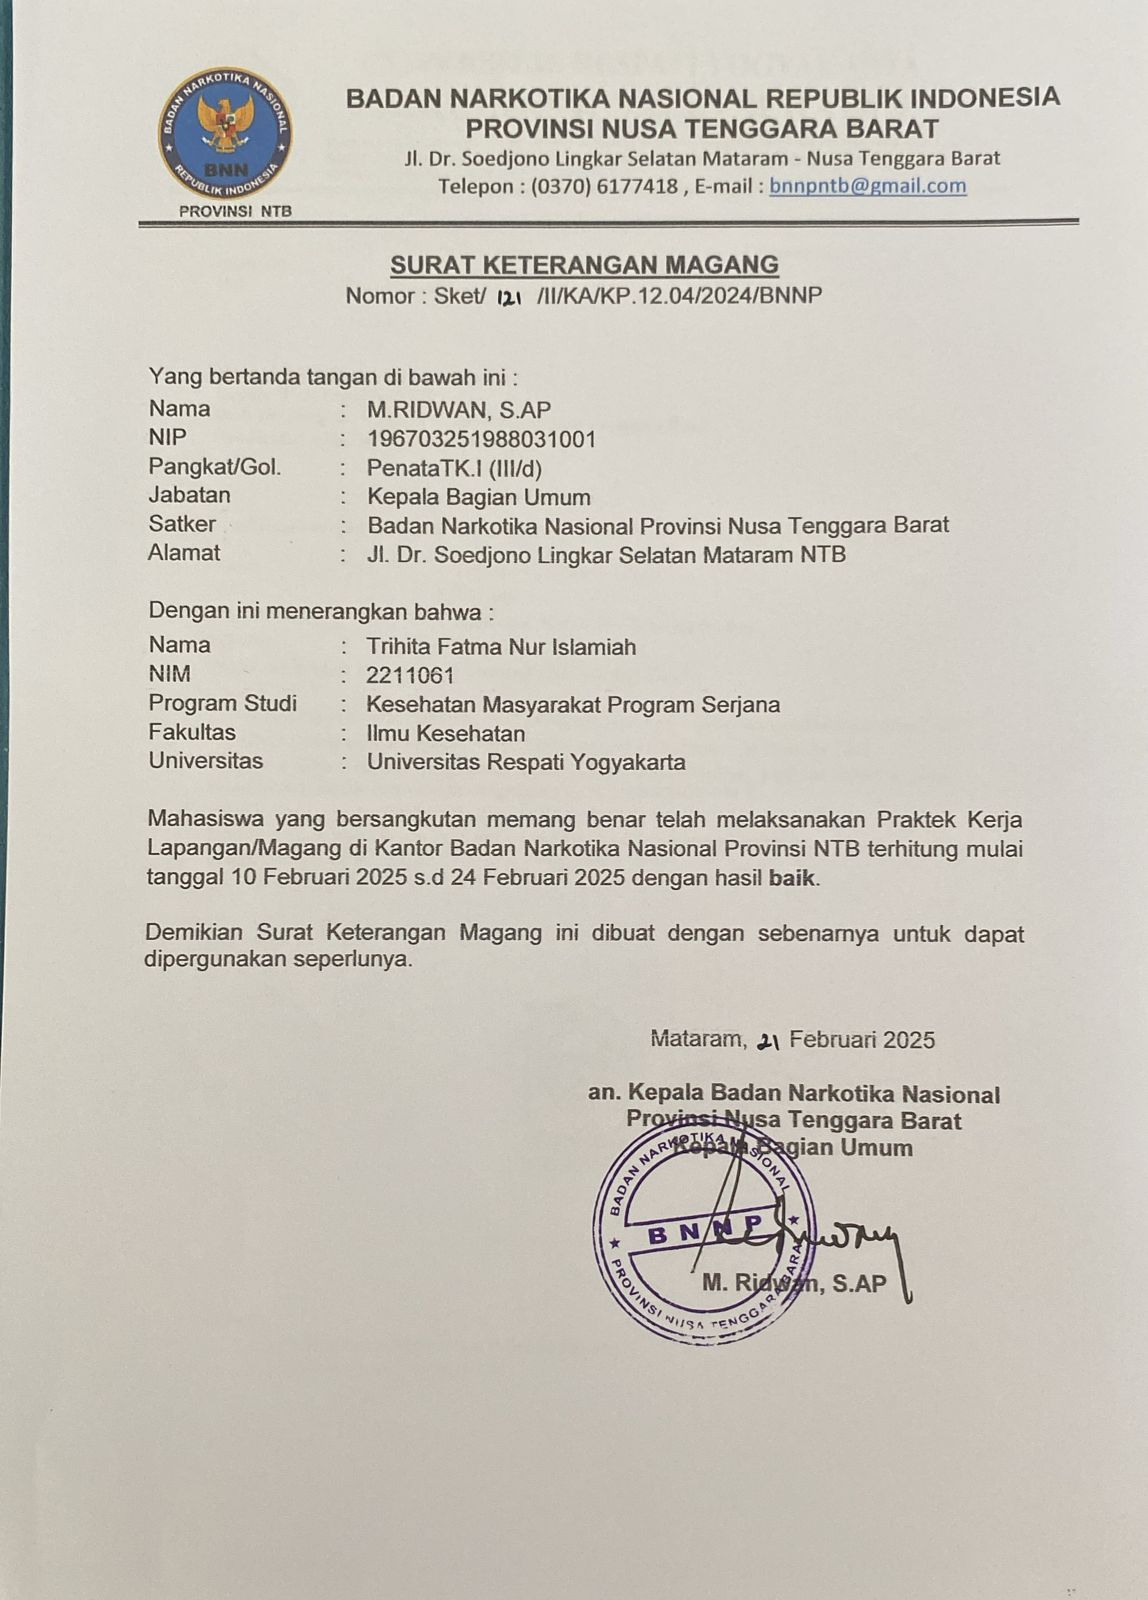 BADAN NARKOTIKA NASIONAL
BNN
REPUBLIK INDONESIA
PROVINSI NTB
BADAN NARKOTIKA NASIONAL REPUBLIK INDONESIA
PROVINSI NUSA TENGGARA BARAT
Jl. Dr. Soedjono Lingkar Selatan Mataram - Nusa Tenggara Barat
Telepon : (0370) 6177418 , E-mail : bnnpntb@gmail.com
SURAT KETERANGAN MAGANG
Nomor : Sket/ 121 /II/KA/KP.12.04/2024/BNNP
Yang bertanda tangan di bawah ini :
Nama : M.RIDWAN, S.AP
NIP : 196703251988031001
Pangkat/Gol. : PenataTK.I (III/d)
Jabatan : Kepala Bagian Umum
Satker : Badan Narkotika Nasional Provinsi Nusa Tenggara Barat
Alamat : Jl. Dr. Soedjono Lingkar Selatan Mataram NTB
Dengan ini menerangkan bahwa :
Nama : Trihita Fatma Nur Islamiah
NIM : 2211061
Program Studi : Kesehatan Masyarakat Program Serjana
Fakultas : Ilmu Kesehatan
Universitas : Universitas Respati Yogyakarta
Mahasiswa yang bersangkutan memang benar telah melaksanakan Praktek Kerja
Lapangan/Magang di Kantor Badan Narkotika Nasional Provinsi NTB terhitung mulai
tanggal 10 Februari 2025 s.d 24 Februari 2025 dengan hasil baik.
Demikian Surat Keterangan Magang ini dibuat dengan sebenarnya untuk dapat
dipergunakan seperlunya.
Mataram, 21 Februari 2025
an. Kepala Badan Narkotika Nasional
Provinsi Nusa Tenggara Barat
Kepala Bagian Umum
BADAN NARKOTIKA NASIONAL
BNNP
PROVINSI NUSA TENGGARA BARAT
M. Ridwan, S.AP